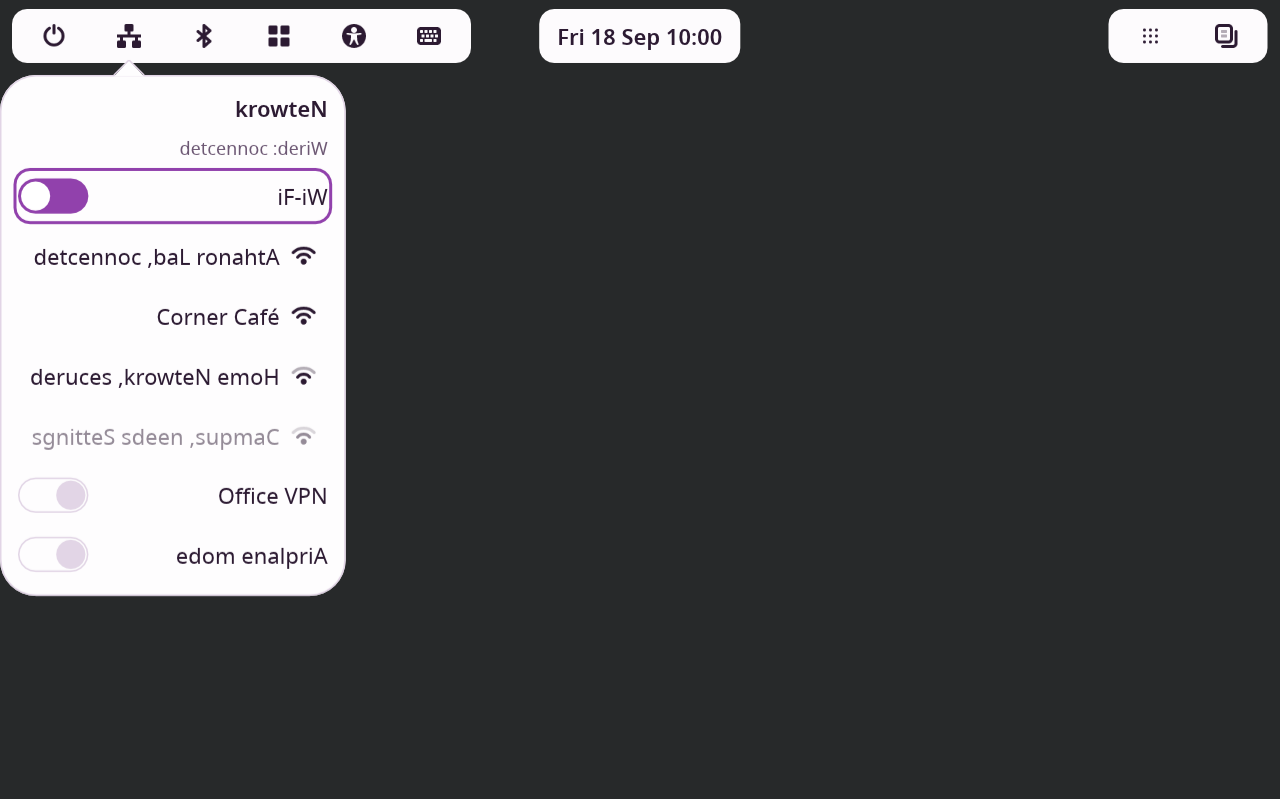 Fri 18 Sep 10:00
krowteN
detcennoc :deriW
iF-iW
detcennoc ,baL ronahtA
Corner Café
deruces ,krowteN emoH
sgnitteS sdeen ,supmaC
Office VPN
edom enalpriA